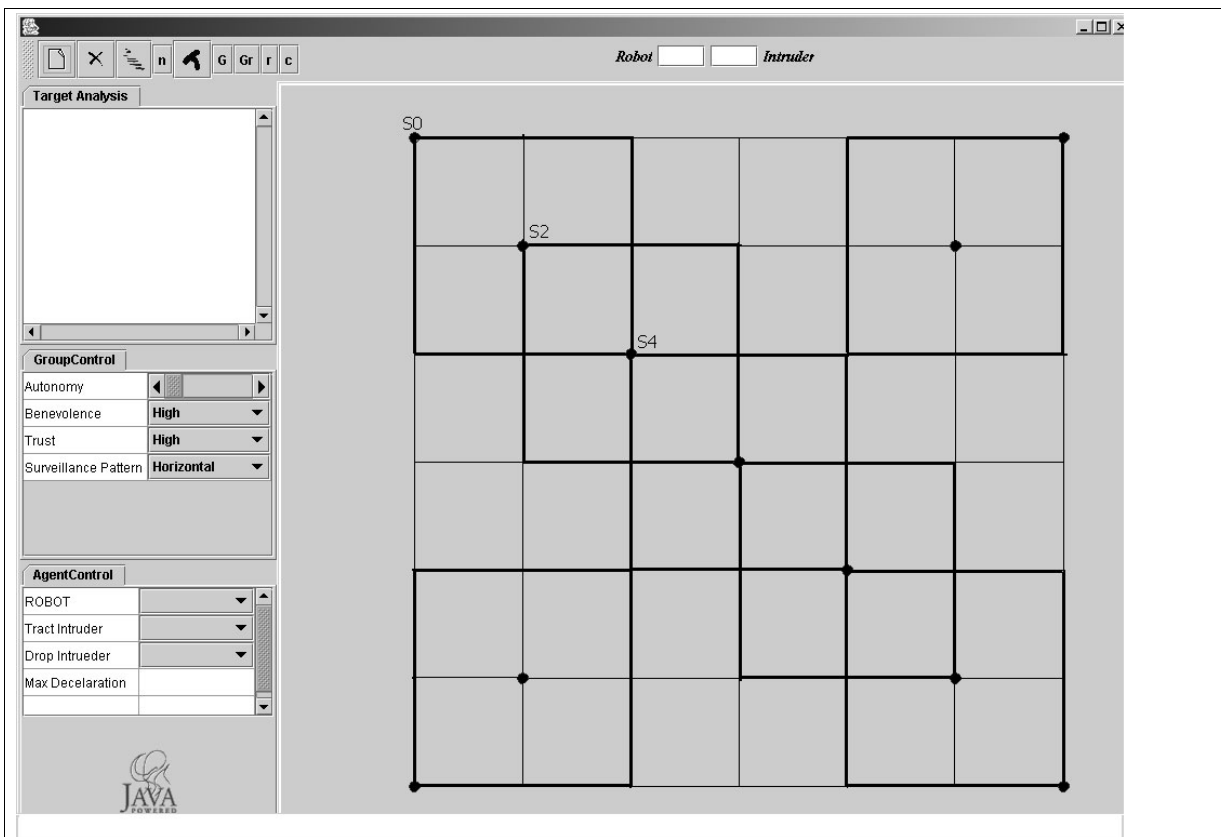 n G Gr r c
Robot Intruder
Target Analysis
S0
S2
S4
GroupControl
Autonomy
Benevolence High
Trust High
Surveillance Pattern Horizontal
AgentControl
ROBOT
Tract Intruder
Drop Intrueder
Max Decelaration
JAVA
POWERED